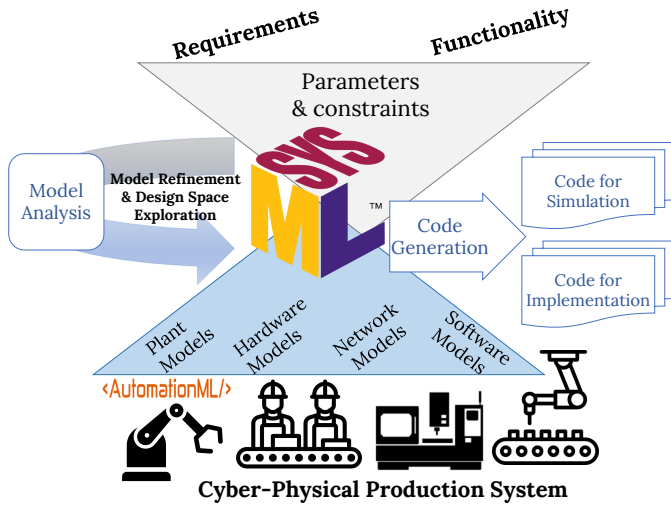 Requirements
Functionality
Parameters
& constraints
SYS
ML
TM
Model
Analysis
Model Refinement
& Design Space
Exploration
Code
Generation
Code for
Simulation
Code for
Implementation
Plant
Models
Hardware
Models
Network
Models
Software
Models
<AutomationML/>
Cyber-Physical Production System